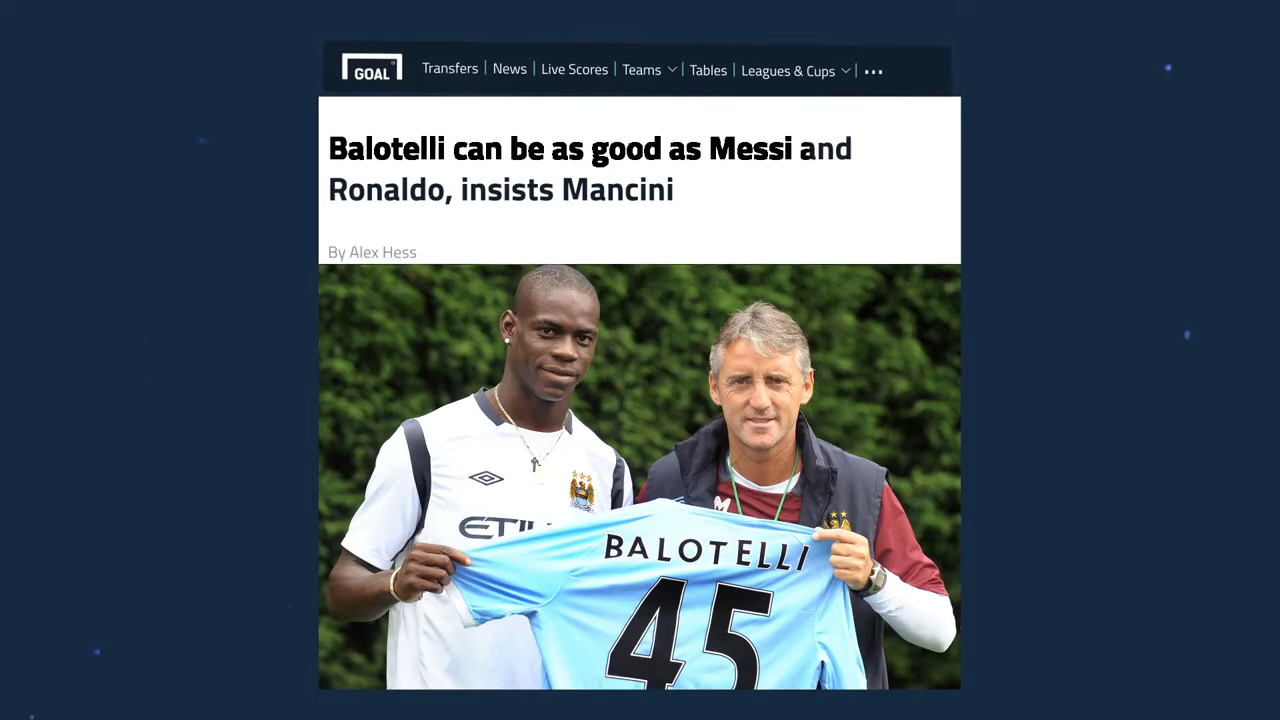 GOAL
Transfers | News | Live Scores | Teams | Tables | Leagues & Cups | ...
Balotelli can be as good as Messi and
Ronaldo, insists Mancini
By Alex Hess
ETI
M
BALOTELLI
45